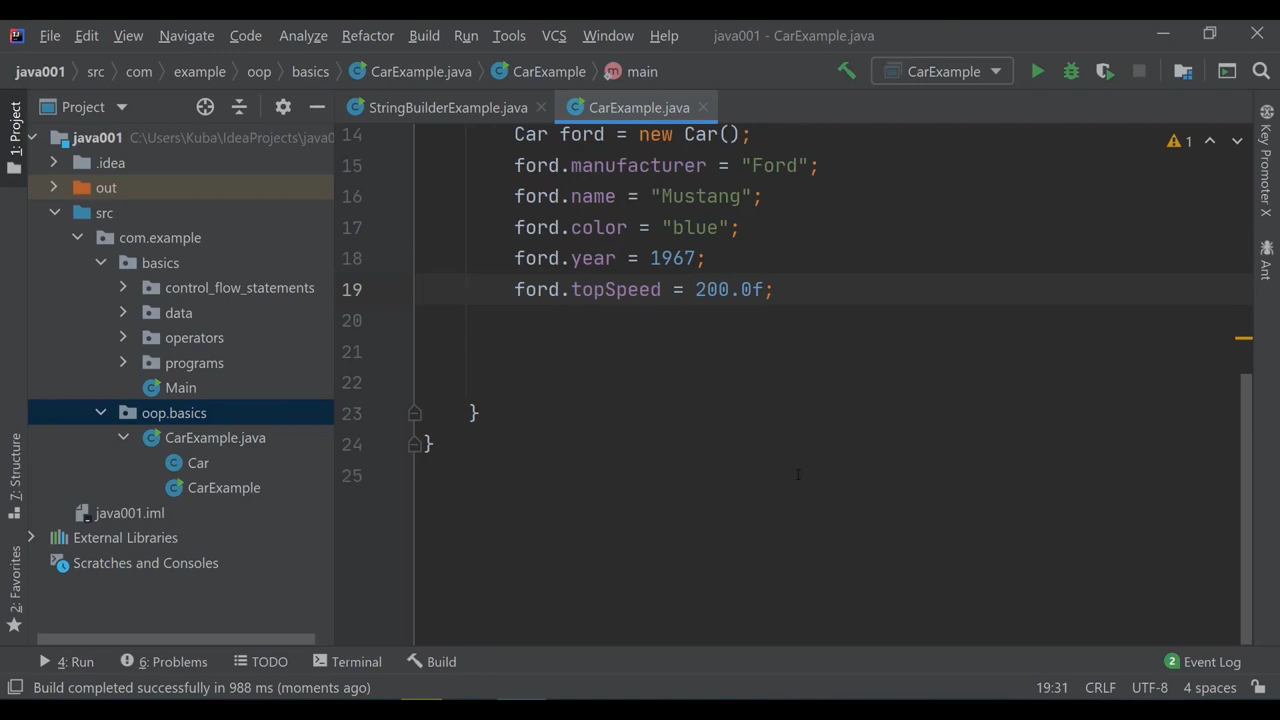 File Edit View Navigate Code Analyze Refactor Build Run Tools VCS Window Help java001 - CarExample.java
java001 src com example oop basics CarExample.java CarExample main CarExample
1: Project
Project
StringBuilderExample.java CarExample.java
java001 C:\Users\Kuba\IdeaProjects\java0
.idea
out
src
com.example
basics
control_flow_statements
data
operators
programs
Main
oop.basics
CarExample.java
Car
CarExample
java001.iml
External Libraries
Scratches and Consoles
7: Structure
2: Favorites
14 Car ford = new Car();
15 ford.manufacturer = "Ford";
16 ford.name = "Mustang";
17 ford.color = "blue";
18 ford.year = 1967;
19 ford.topSpeed = 200.0f;
20
21
22
23 }
24 }
25
1
Key Promoter X
Ant
4: Run 6: Problems TODO Terminal Build 2 Event Log
Build completed successfully in 988 ms (moments ago) 19:31 CRLF UTF-8 4 spaces